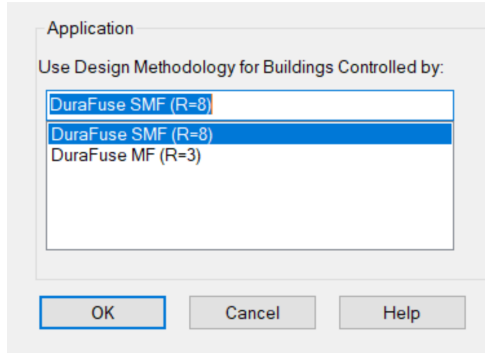 Application
Use Design Methodology for Buildings Controlled by:
DuraFuse SMF (R=8)
DuraFuse SMF (R=8)
DuraFuse MF (R=3)
OK Cancel Help